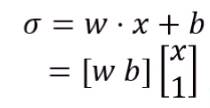 σ = w · x + b
= [w b] [x
1]